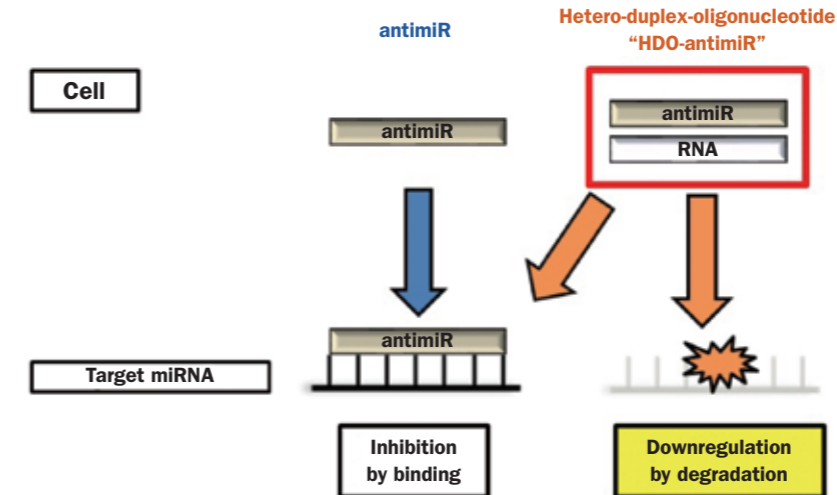 antimiR
Hetero-duplex-oligonucleotide
“HDO-antimiR”
Cell
antimiR
antimiR
RNA
antimiR
Target miRNA
Inhibition
by binding
Downregulation
by degradation